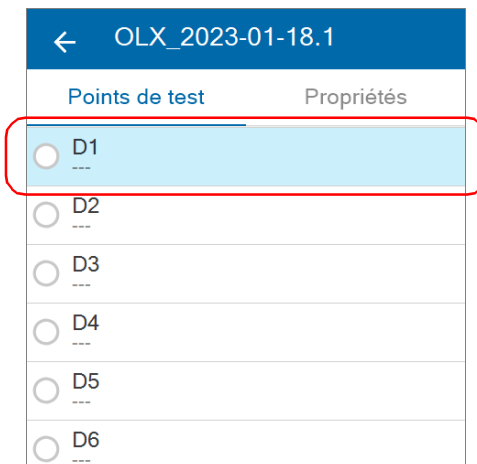 OLX_2023-01-18.1
Points de test Propriétés
D1
---
D2
---
D3
---
D4
---
D5
---
D6
---